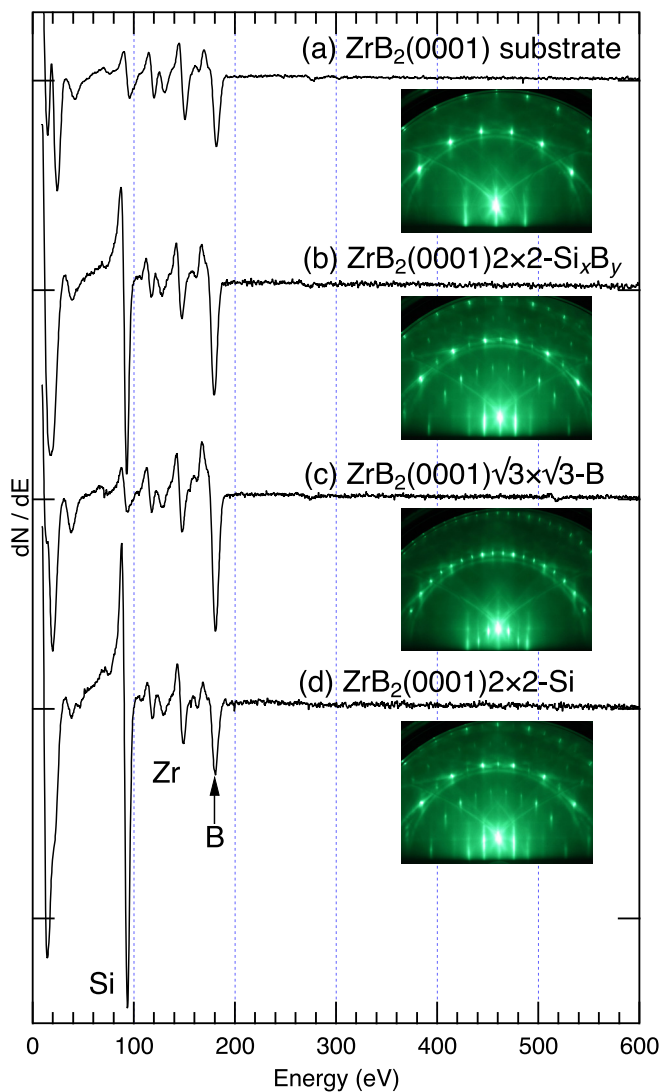 (a) ZrB₂(0001) substrate
(b) ZrB₂(0001)2×2-SiₓBᵧ
(c) ZrB₂(0001)√3×√3-B
(d) ZrB₂(0001)2×2-Si
Zr
B
Si
dN / dE
0 100 200 300 400 500 600
Energy (eV)